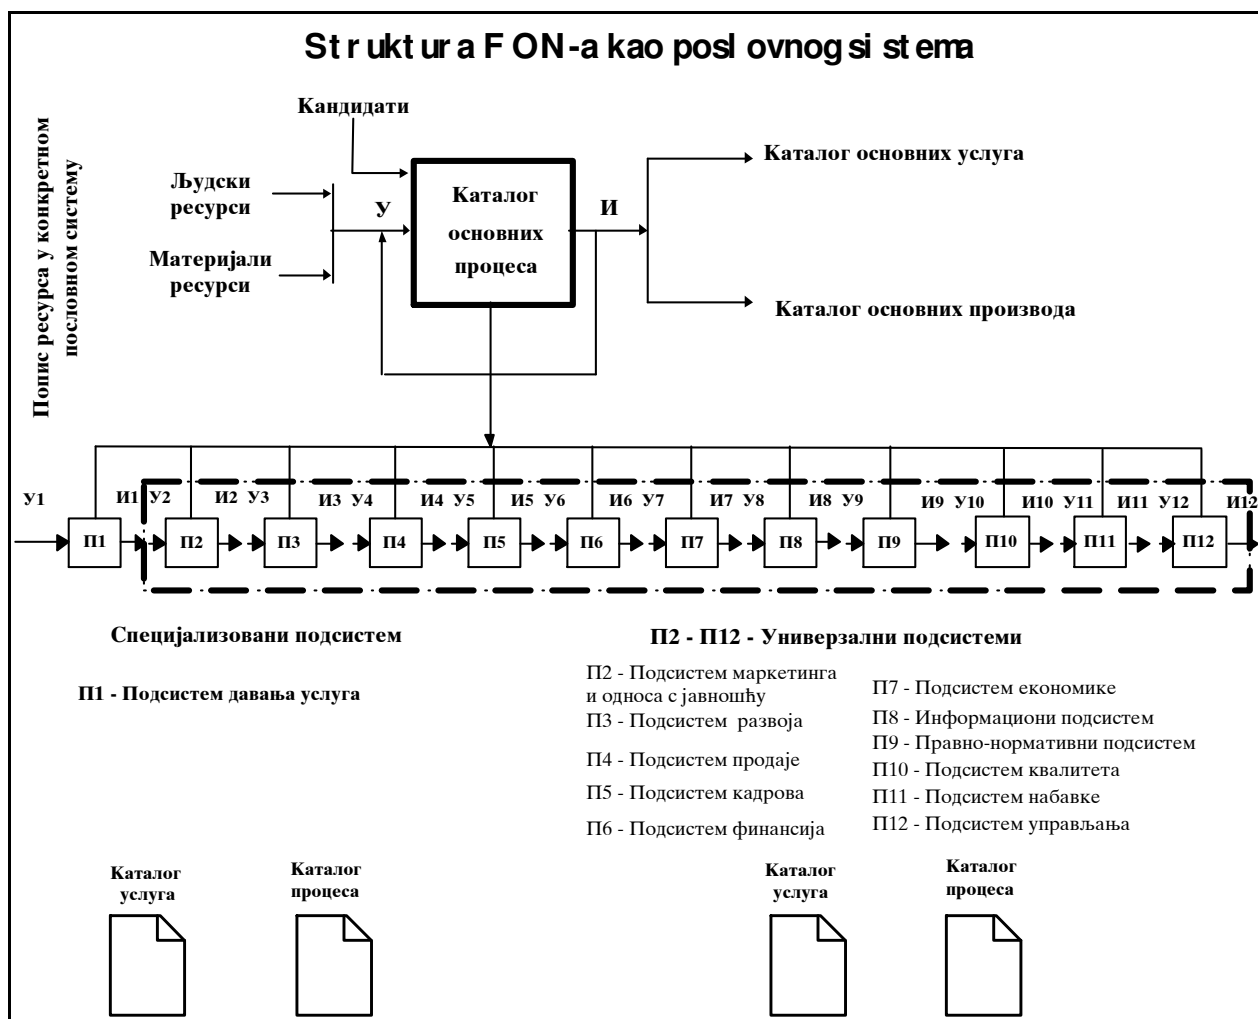 Struktura FON-a kao poslovnog sistema
Попис ресурса у конкретном
пословном систему
Кандидати
Људски
ресурси
Материјали
ресурси
У
Каталог
основних
процеса
И
Каталог основних услуга
Каталог основних производа
У1
И1 У2
И2 У3
И3 У4
И4 У5
И5 У6
И6 У7
И7 У8
И8 У9
И9 У10
И10 У11
И11 У12
И12
П1
П2
П3
П4
П5
П6
П7
П8
П9
П10
П11
П12
Специјализовани подсистем
П1 - Подсистем давања услуга
П2 - П12 - Универзални подсистеми
П2 - Подсистем маркетинга
и односа с јавношћу
П3 - Подсистем развоја
П4 - Подсистем продаје
П5 - Подсистем кадрова
П6 - Подсистем финансија
П7 - Подсистем економике
П8 - Информациони подсистем
П9 - Правно-нормативни подсистем
П10 - Подсистем квалитета
П11 - Подсистем набавке
П12 - Подсистем управљања
Каталог
услуга
Каталог
процеса
Каталог
услуга
Каталог
процеса